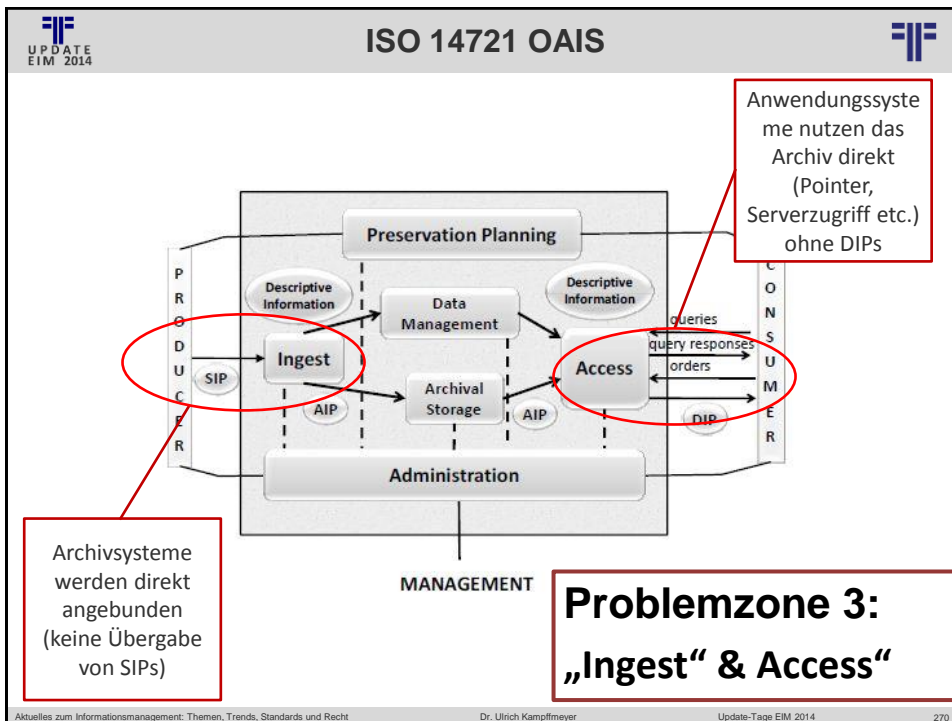 UPDATE
EIM 2014
ISO 14721 OAIS
Anwendungssyste
me nutzen das
Archiv direkt
(Pointer,
Serverzugriff etc.)
ohne DIPs
Preservation Planning
PRODUCER
Descriptive
Information
Data
Management
Descriptive
Information
CONSUMER
queries
query responses
orders
Ingest
Access
SIP
Archival
Storage
AIP
AIP
DIP
Administration
MANAGEMENT
Archivsysteme
werden direkt
angebunden
(keine Übergabe
von SIPs)
Problemzone 3:
„Ingest“ & Access“
Aktuelles zum Informationsmanagement: Themen, Trends, Standards und Recht Dr. Ulrich Kampffmeyer Update-Tage EIM 2014 270